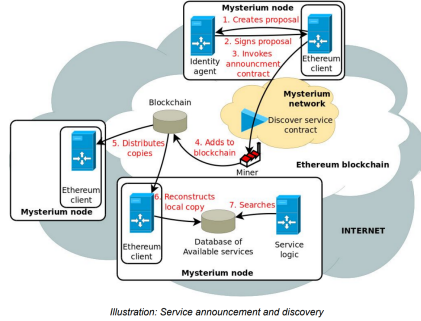 Mysterium node
1. Creates proposal
2. Signs proposal
3. Invokes
announcment
contract
Identity
agent
Ethereum
client
Mysterium
network
Discover service
contract
Blockchain
5. Distributes
copies
4. Adds to
blockchain
Miner
Ethereum blockchain
Ethereum
client
Mysterium node
6. Reconstructs
local copy
7. Searches
Ethereum
client
Database of
Available services
Service
logic
INTERNET
Mysterium node
Illustration: Service announcement and discovery